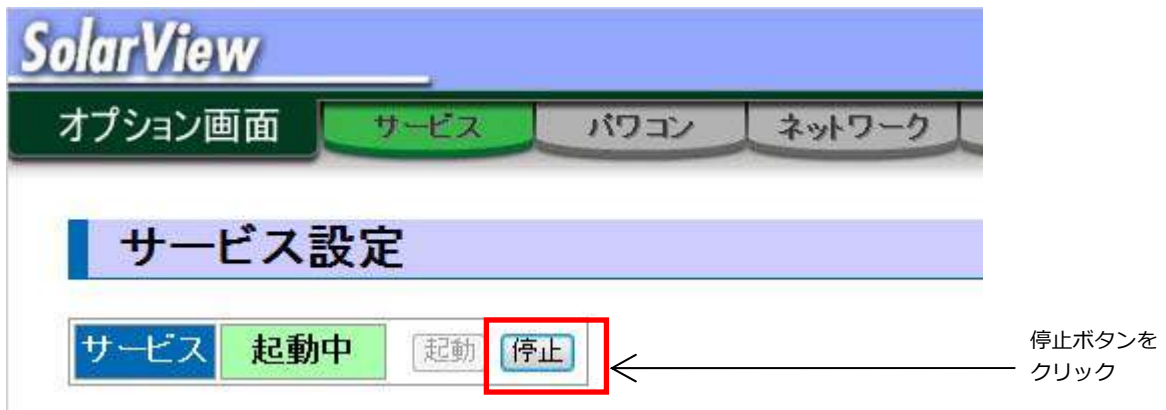 SolarView
オプション画面 サービス パワコン ネットワーク
サービス設定
サービス 起動中 起動 停止
停止ボタンを
クリック